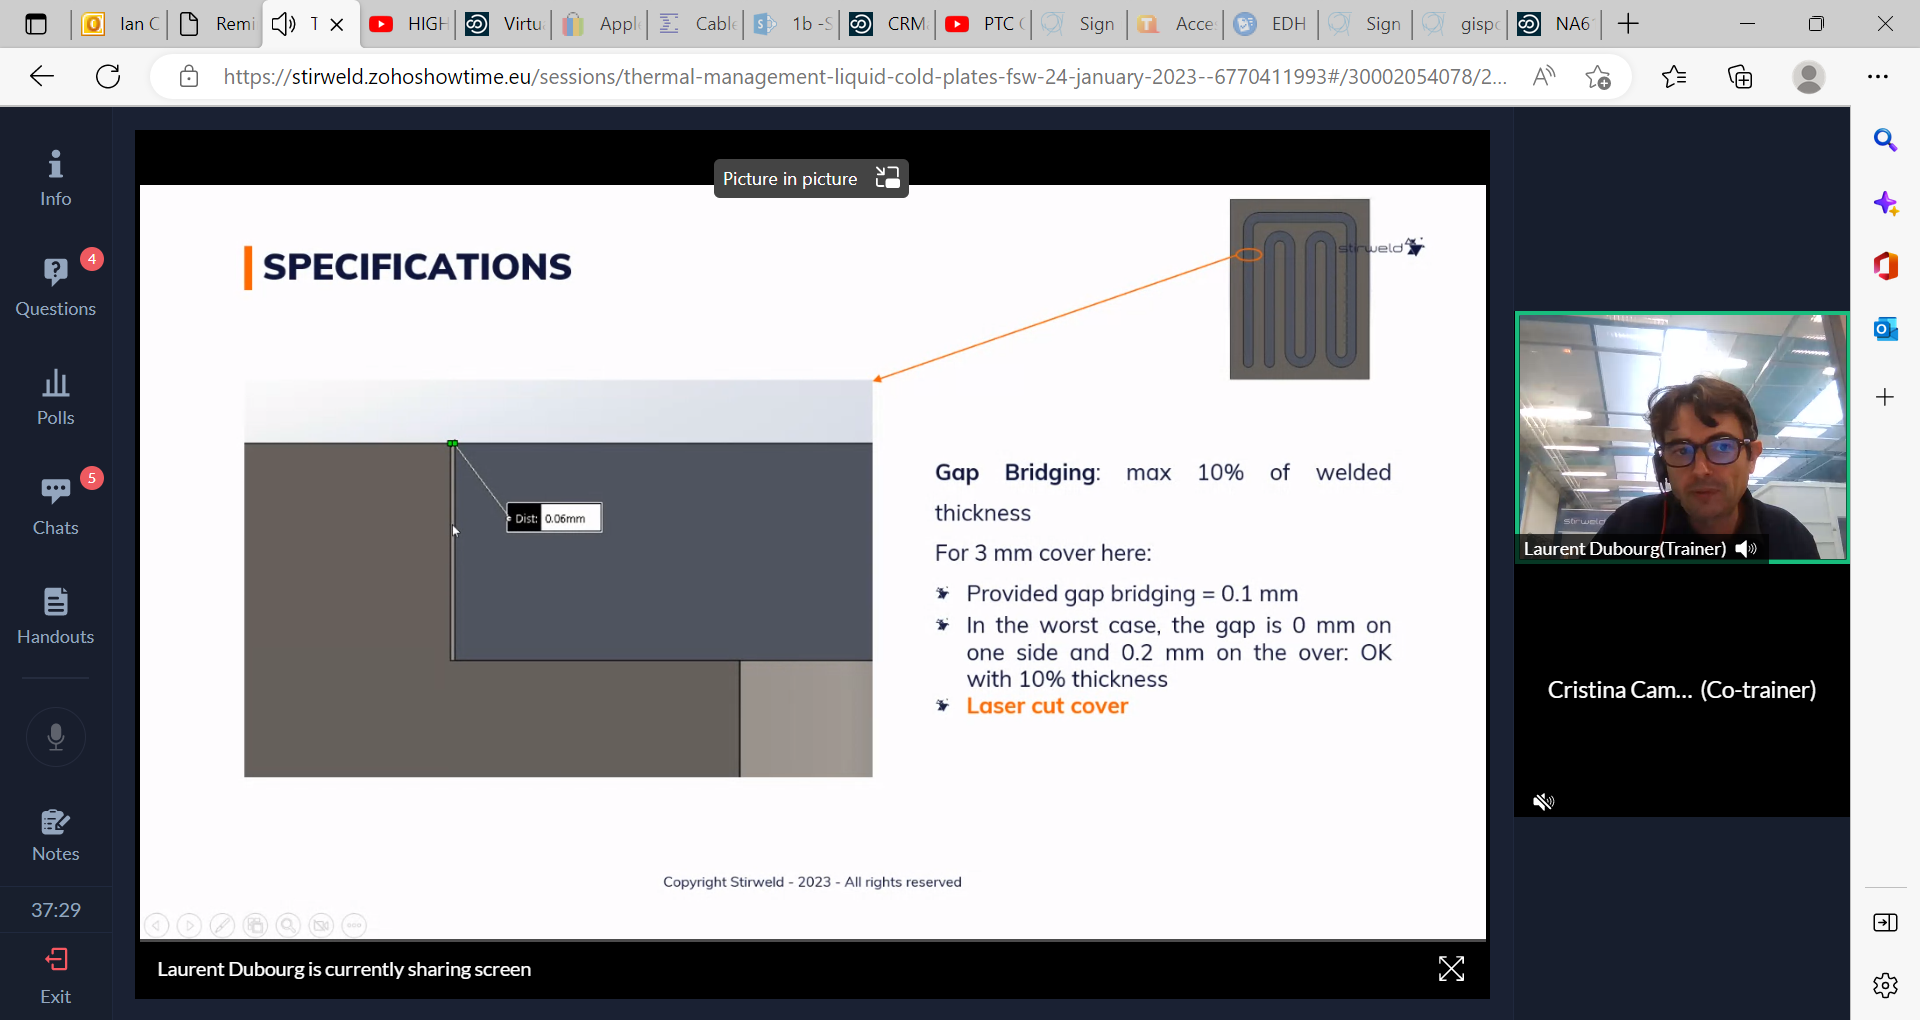 Ian C
Remi
T
HIGH
Virtu
Apple
Cable
1b -S
CRM
PTC
Sign
Acce
EDH
Sign
gisp
NA6
https://stirweld.zohoshowtime.eu/sessions/thermal-management-liquid-cold-plates-fsw-24-january-2023--6770411993#/30002054078/2...
Info
4
Questions
Polls
5
Chats
Handouts
Notes
37:29
Exit
Picture in picture
SPECIFICATIONS
stirweld
Dist: 0.06mm
Gap Bridging: max 10% of welded
thickness
For 3 mm cover here:
Provided gap bridging = 0.1 mm
In the worst case, the gap is 0 mm on
one side and 0.2 mm on the over: OK
with 10% thickness
Laser cut cover
Copyright Stirweld - 2023 - All rights reserved
Laurent Dubourg is currently sharing screen
stirweld
Laurent Dubourg(Trainer)
Cristina Cam... (Co-trainer)